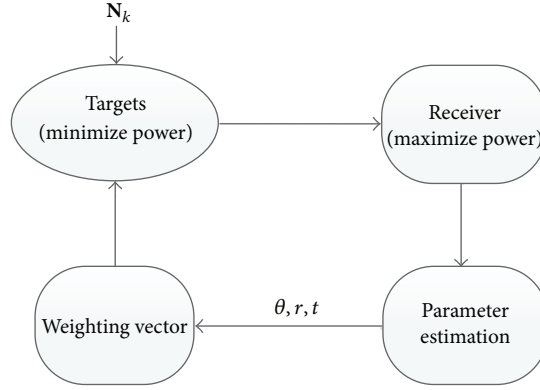 N_k
Targets
(minimize power)
Receiver
(maximize power)
Weighting vector
θ, r, t
Parameter
estimation